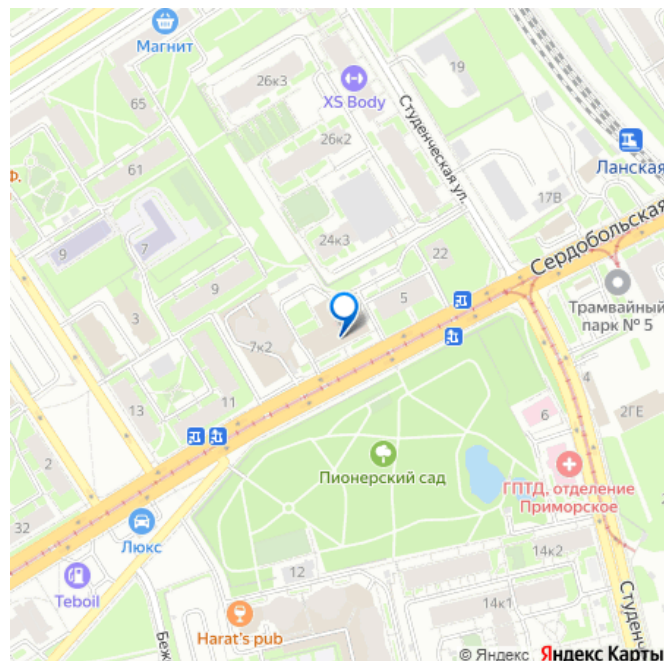 Магнит
26к3
19
65
XS Body
Студенческая ул.
26к2
Ланская
Ф.
61
17В
Сердобольская
9
7
24к3
22
9
5
Трамвайный
парк № 5
3
7к2
4
13
11
6
2ГЕ
2
Пионерский сад
ГПТД, отделение
Приморское
32
Люкс
14к2
12
Teboil
14к1
Беж
Harat's pub
Студенч
© Яндекс Яндекс Карты